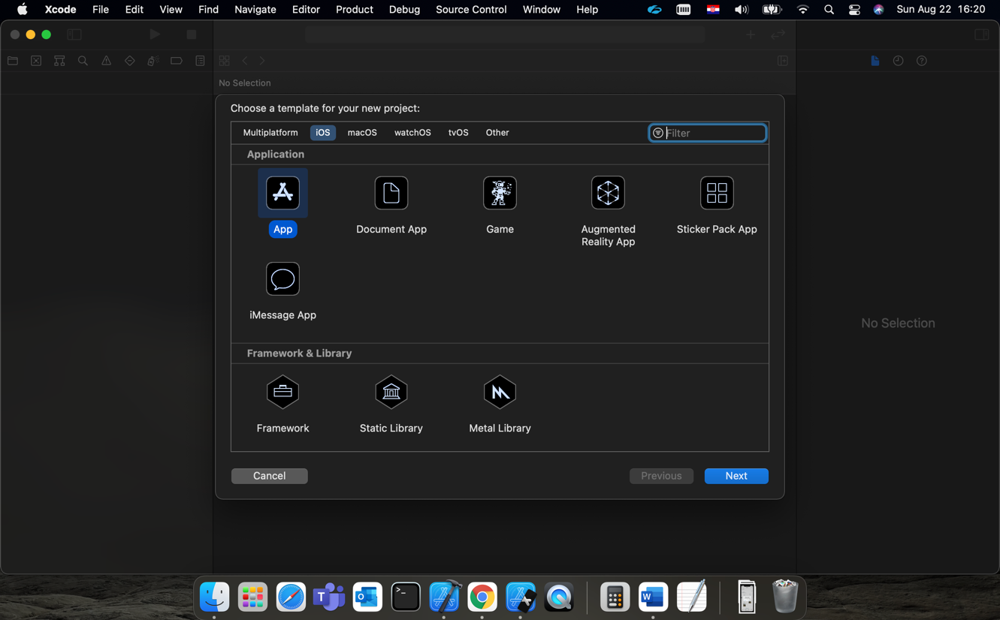 Xcode File Edit View Find Navigate Editor Product Debug Source Control Window Help Sun Aug 22 16:20
No Selection
Choose a template for your new project:
Multiplatform iOS macOS watchOS tvOS Other Filter
Application
App Document App Game Augmented Reality App Sticker Pack App
iMessage App
No Selection
Framework & Library
Framework Static Library Metal Library
Cancel Previous Next